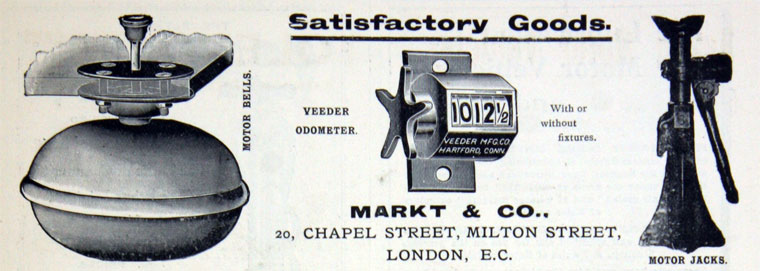 Satisfactory Goods.
MOTOR BELLS.
VEEDER
ODOMETER.
1012½
VEEDER MFG.CO.
HARTFORD, CONN.
With or
without
fixtures.
MARKT & CO.,
20, CHAPEL STREET, MILTON STREET,
LONDON, E.C.
MOTOR JACKS.